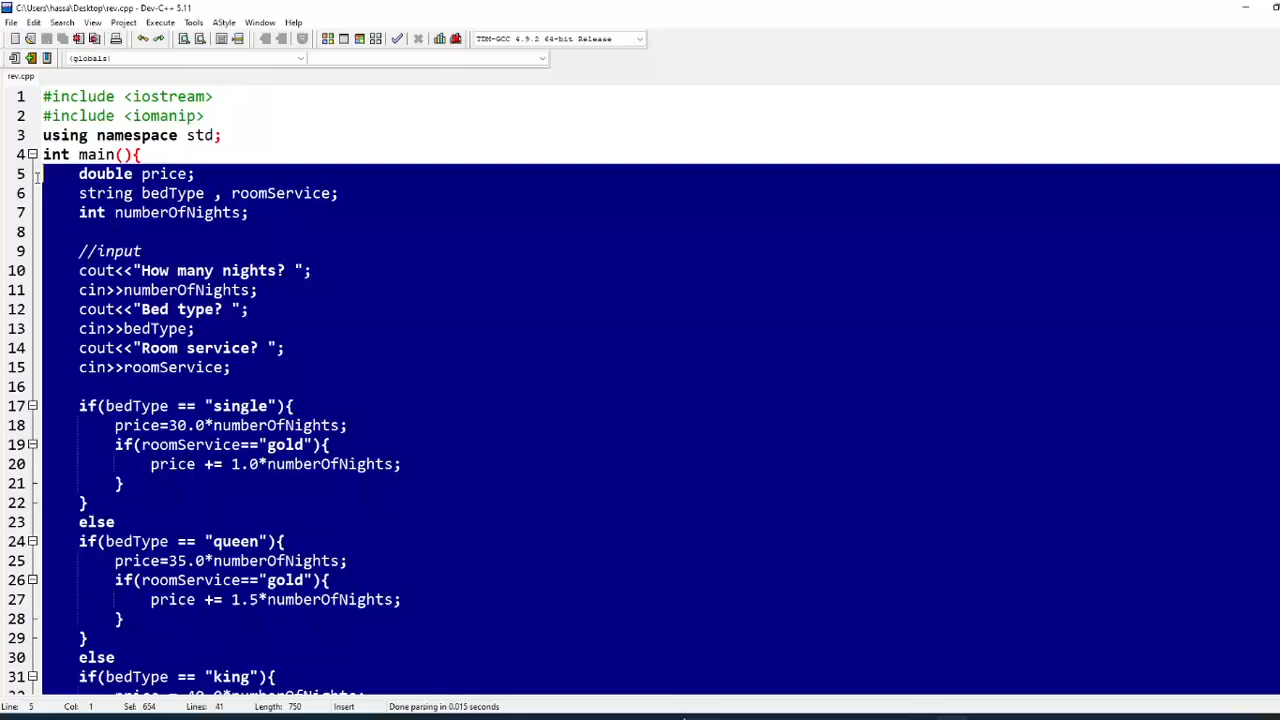 C:\Users\hassa\Desktop\rev.cpp - Dev-C++ 5.11
File Edit Search View Project Execute Tools AStyle Window Help
TDM-GCC 4.9.2 64-bit Release
(globals)
rev.cpp
1 #include <iostream>
2 #include <iomanip>
3 using namespace std;
4 int main(){
5 double price;
6 string bedType , roomService;
7 int numberOfNights;
8
9 //input
10 cout<<"How many nights? ";
11 cin>>numberOfNights;
12 cout<<"Bed type? ";
13 cin>>bedType;
14 cout<<"Room service? ";
15 cin>>roomService;
16
17 if(bedType == "single"){
18 price=30.0*numberOfNights;
19 if(roomService=="gold"){
20 price += 1.0*numberOfNights;
21 }
22 }
23 else
24 if(bedType == "queen"){
25 price=35.0*numberOfNights;
26 if(roomService=="gold"){
27 price += 1.5*numberOfNights;
28 }
29 }
30 else
31 if(bedType == "king"){
32 price = 40.0*numberOfNights;
Line: 5 Col: 1 Sel: 654 Lines: 41 Length: 750 Insert Done parsing in 0.015 seconds